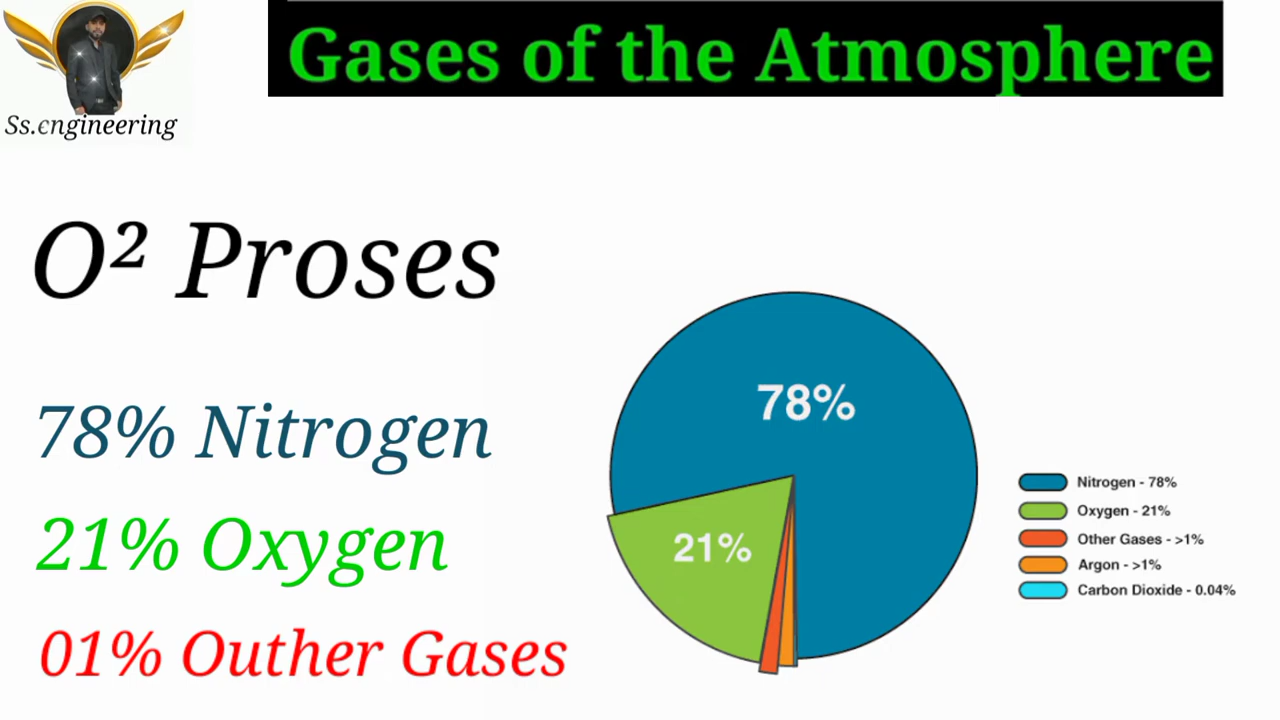 Gases of the Atmosphere
Ss.engineering
O² Proses
78% Nitrogen
21% Oxygen
01% Outher Gases
78%
21%
Nitrogen - 78%
Oxygen - 21%
Other Gases - >1%
Argon - >1%
Carbon Dioxide - 0.04%